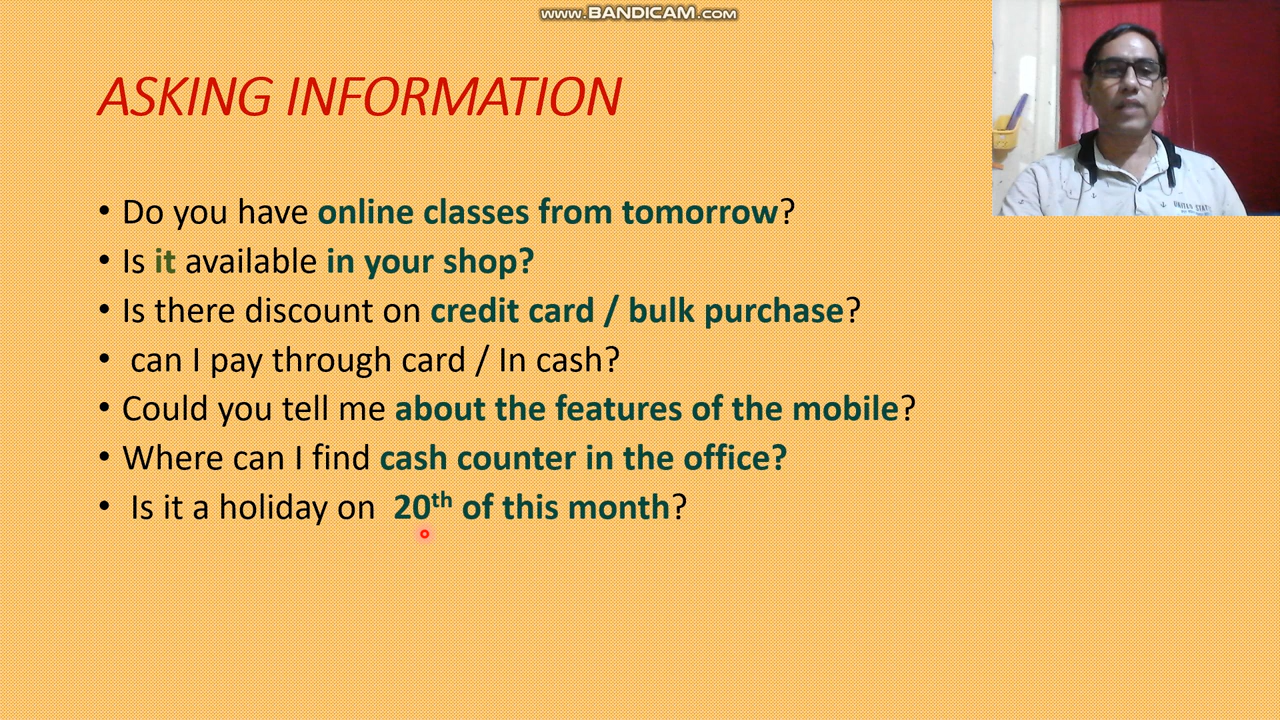 www.BANDICAM.com
ASKING INFORMATION
• Do you have online classes from tomorrow?
• Is it available in your shop?
• Is there discount on credit card / bulk purchase?
• can I pay through card / In cash?
• Could you tell me about the features of the mobile?
• Where can I find cash counter in the office?
• Is it a holiday on 20th of this month?
UNITED STAT